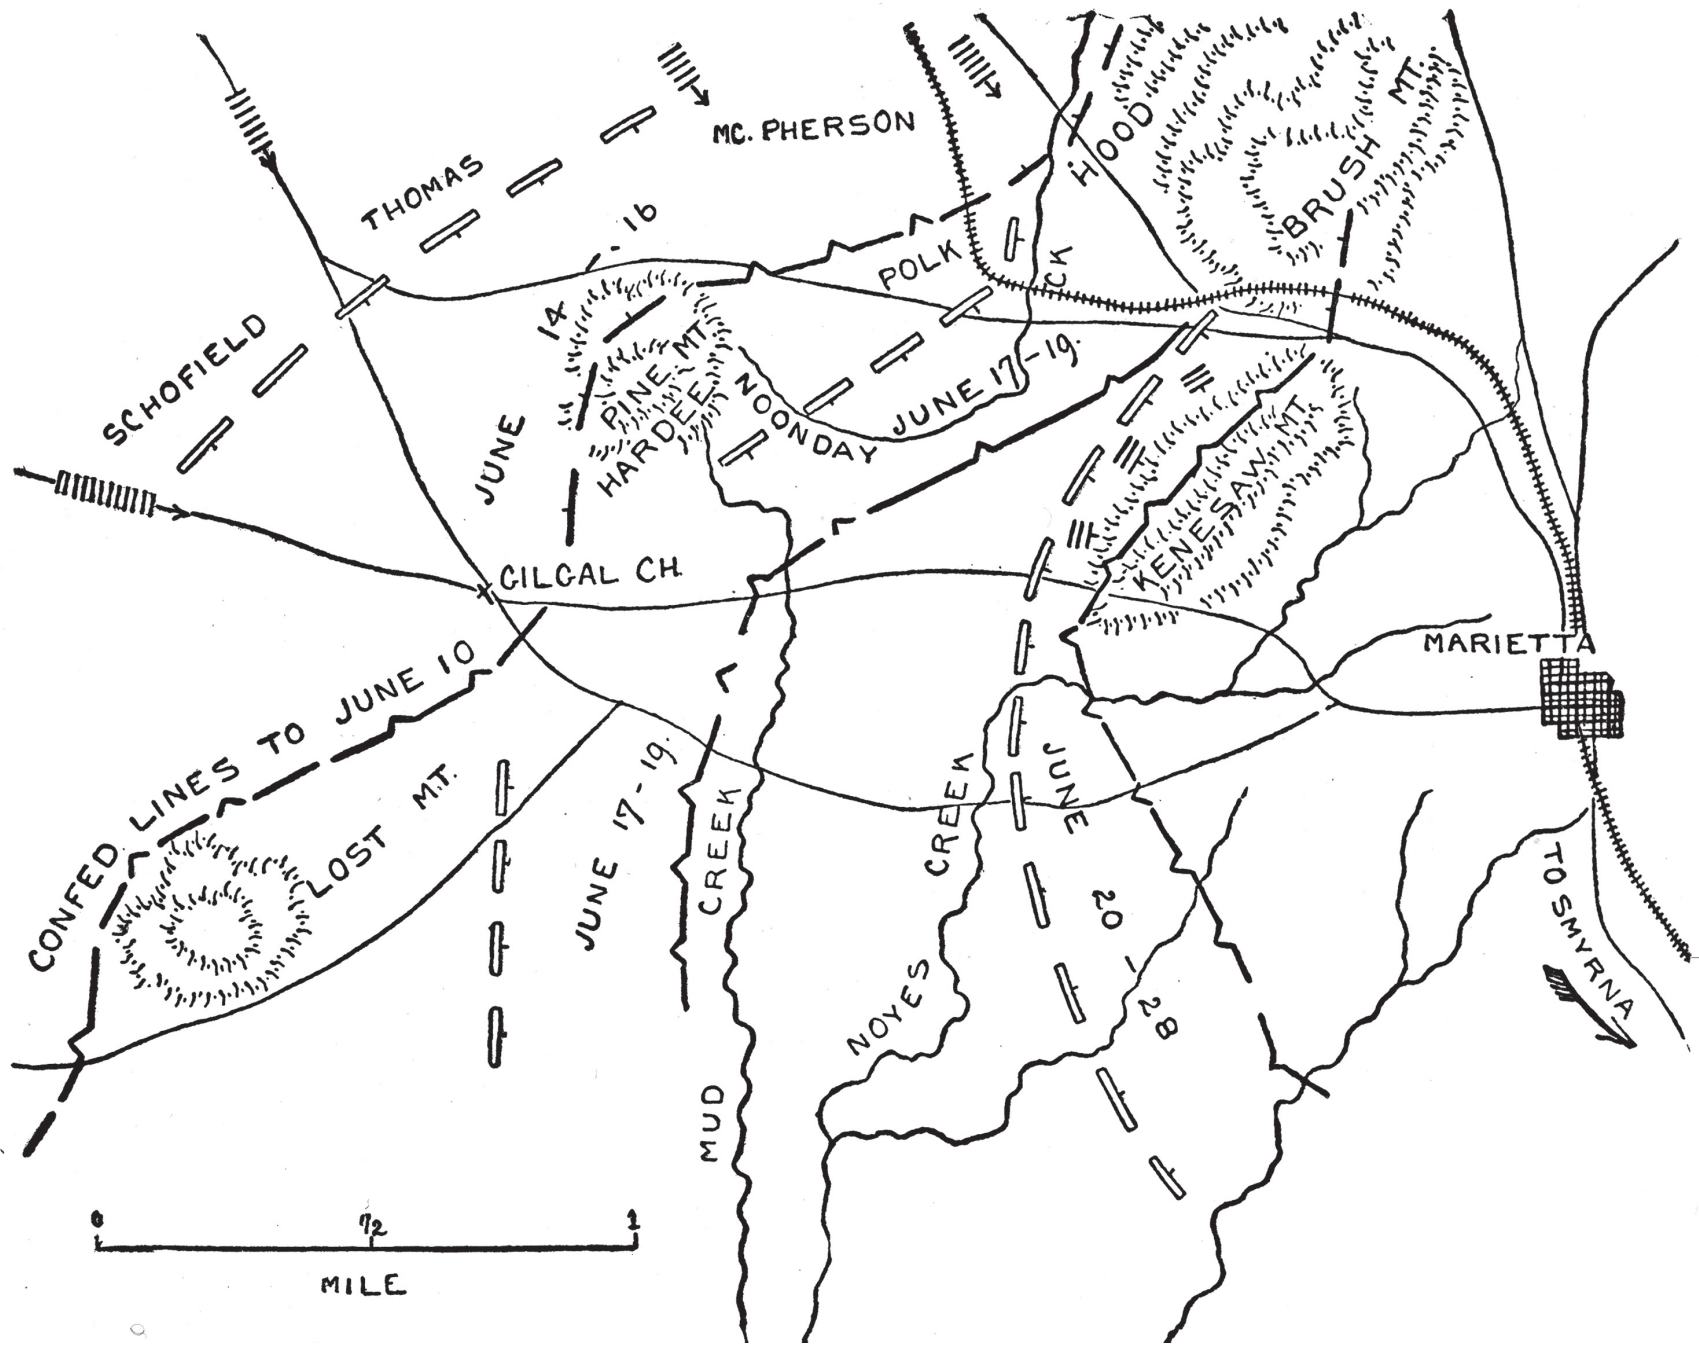 MC. PHERSON
HOOD
BRUSH MT.
THOMAS
JUNE 14 - 16
POLK
CK
SCHOFIELD
PINE MT.
HARDEE
NOONDAY
JUNE 17-19.
KENESAW MT.
GILGAL CH.
MARIETTA
CONFED LINES TO JUNE 10
LOST MT.
JUNE 17-19.
MUD CREEK
NOYES CREEK
JUNE 20 - 28
TO SMYRNA
0 1/2 1
MILE